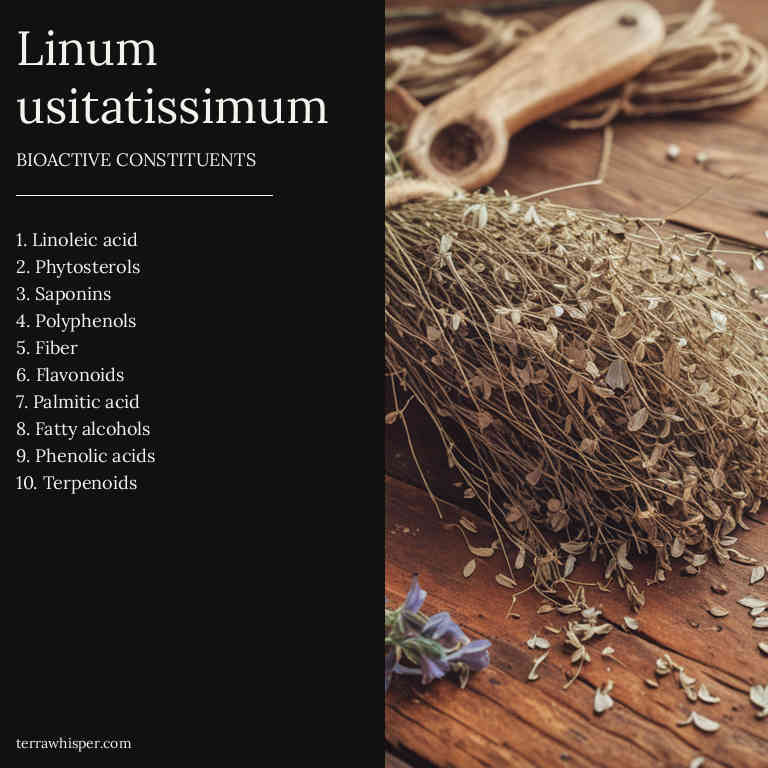 Linum
usitatissimum
BIOACTIVE CONSTITUENTS
1. Linoleic acid
2. Phytosterols
3. Saponins
4. Polyphenols
5. Fiber
6. Flavonoids
7. Palmitic acid
8. Fatty alcohols
9. Phenolic acids
10. Terpenoids
terrawhisper.com